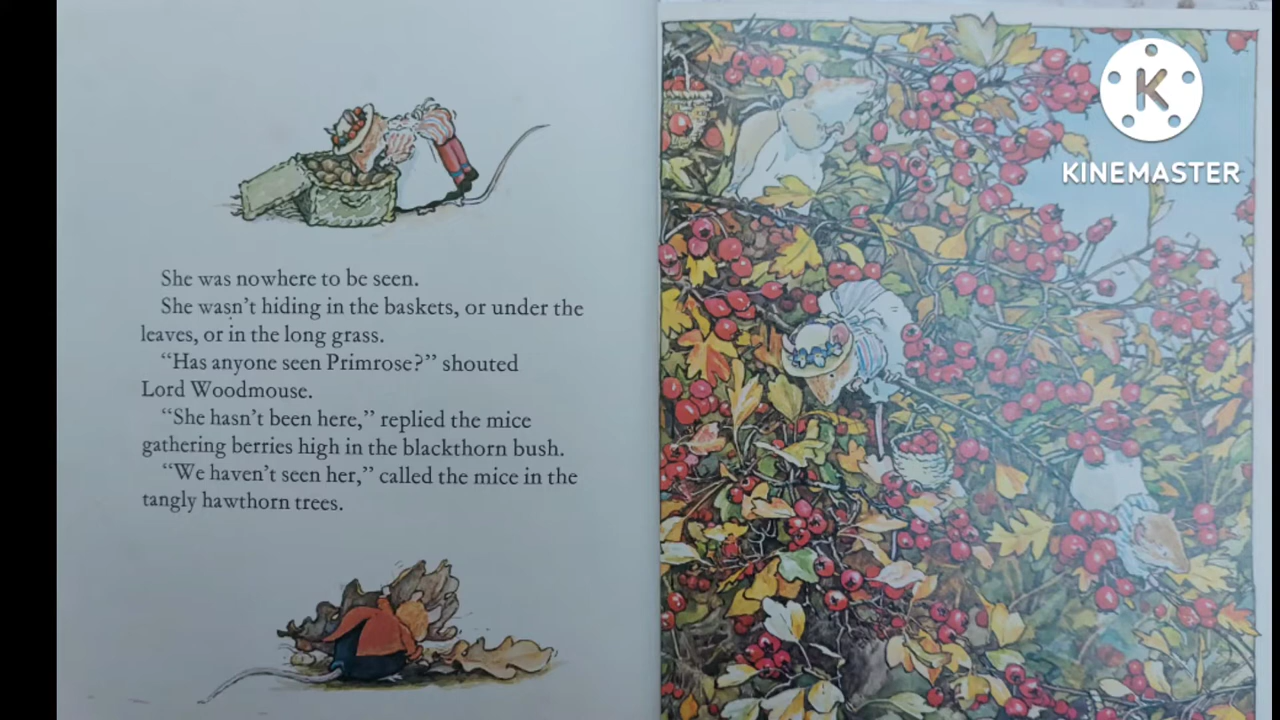 She was nowhere to be seen.
She wasn't hiding in the baskets, or under the
leaves, or in the long grass.
“Has anyone seen Primrose?” shouted
Lord Woodmouse.
“She hasn't been here,” replied the mice
gathering berries high in the blackthorn bush.
“We haven't seen her,” called the mice in the
tangly hawthorn trees.
K
KINEMASTER